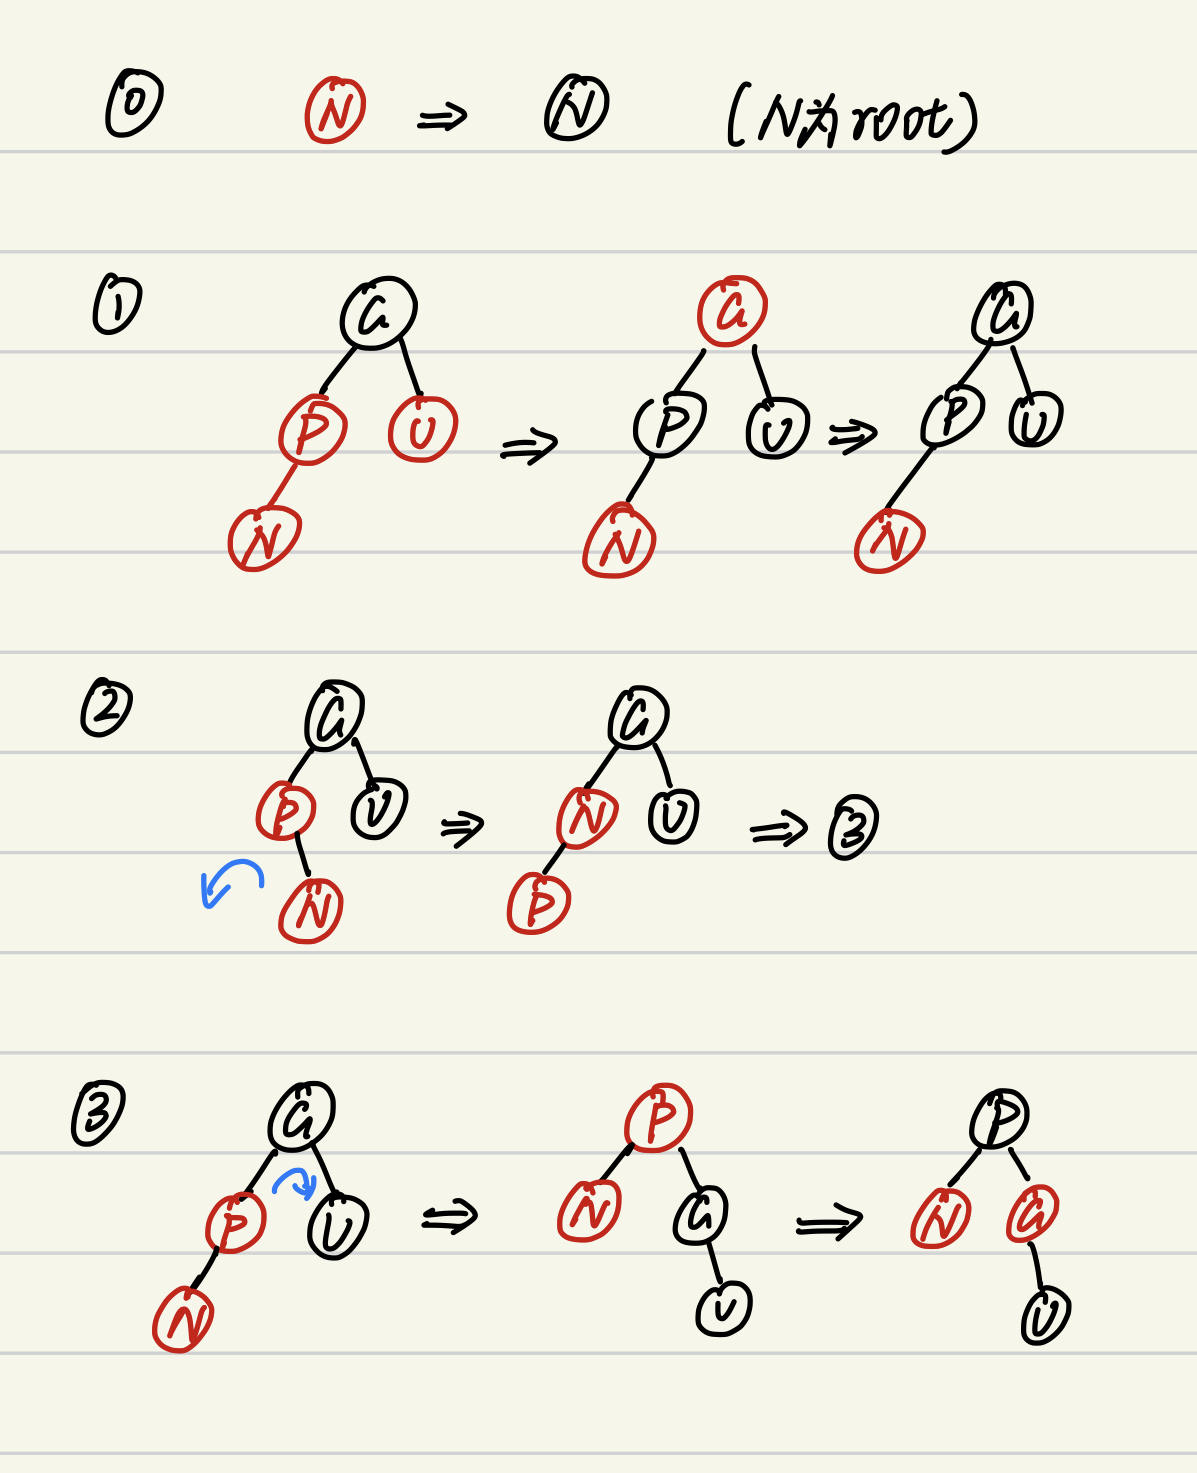 0 N ⇒ N (N为root)
1 G G G
P U ⇒ P U ⇒ P U
N N N
2 G G
P U ⇒ N U ⇒ 3
N P
3 G P P
P U ⇒ N G ⇒ N G
N U U